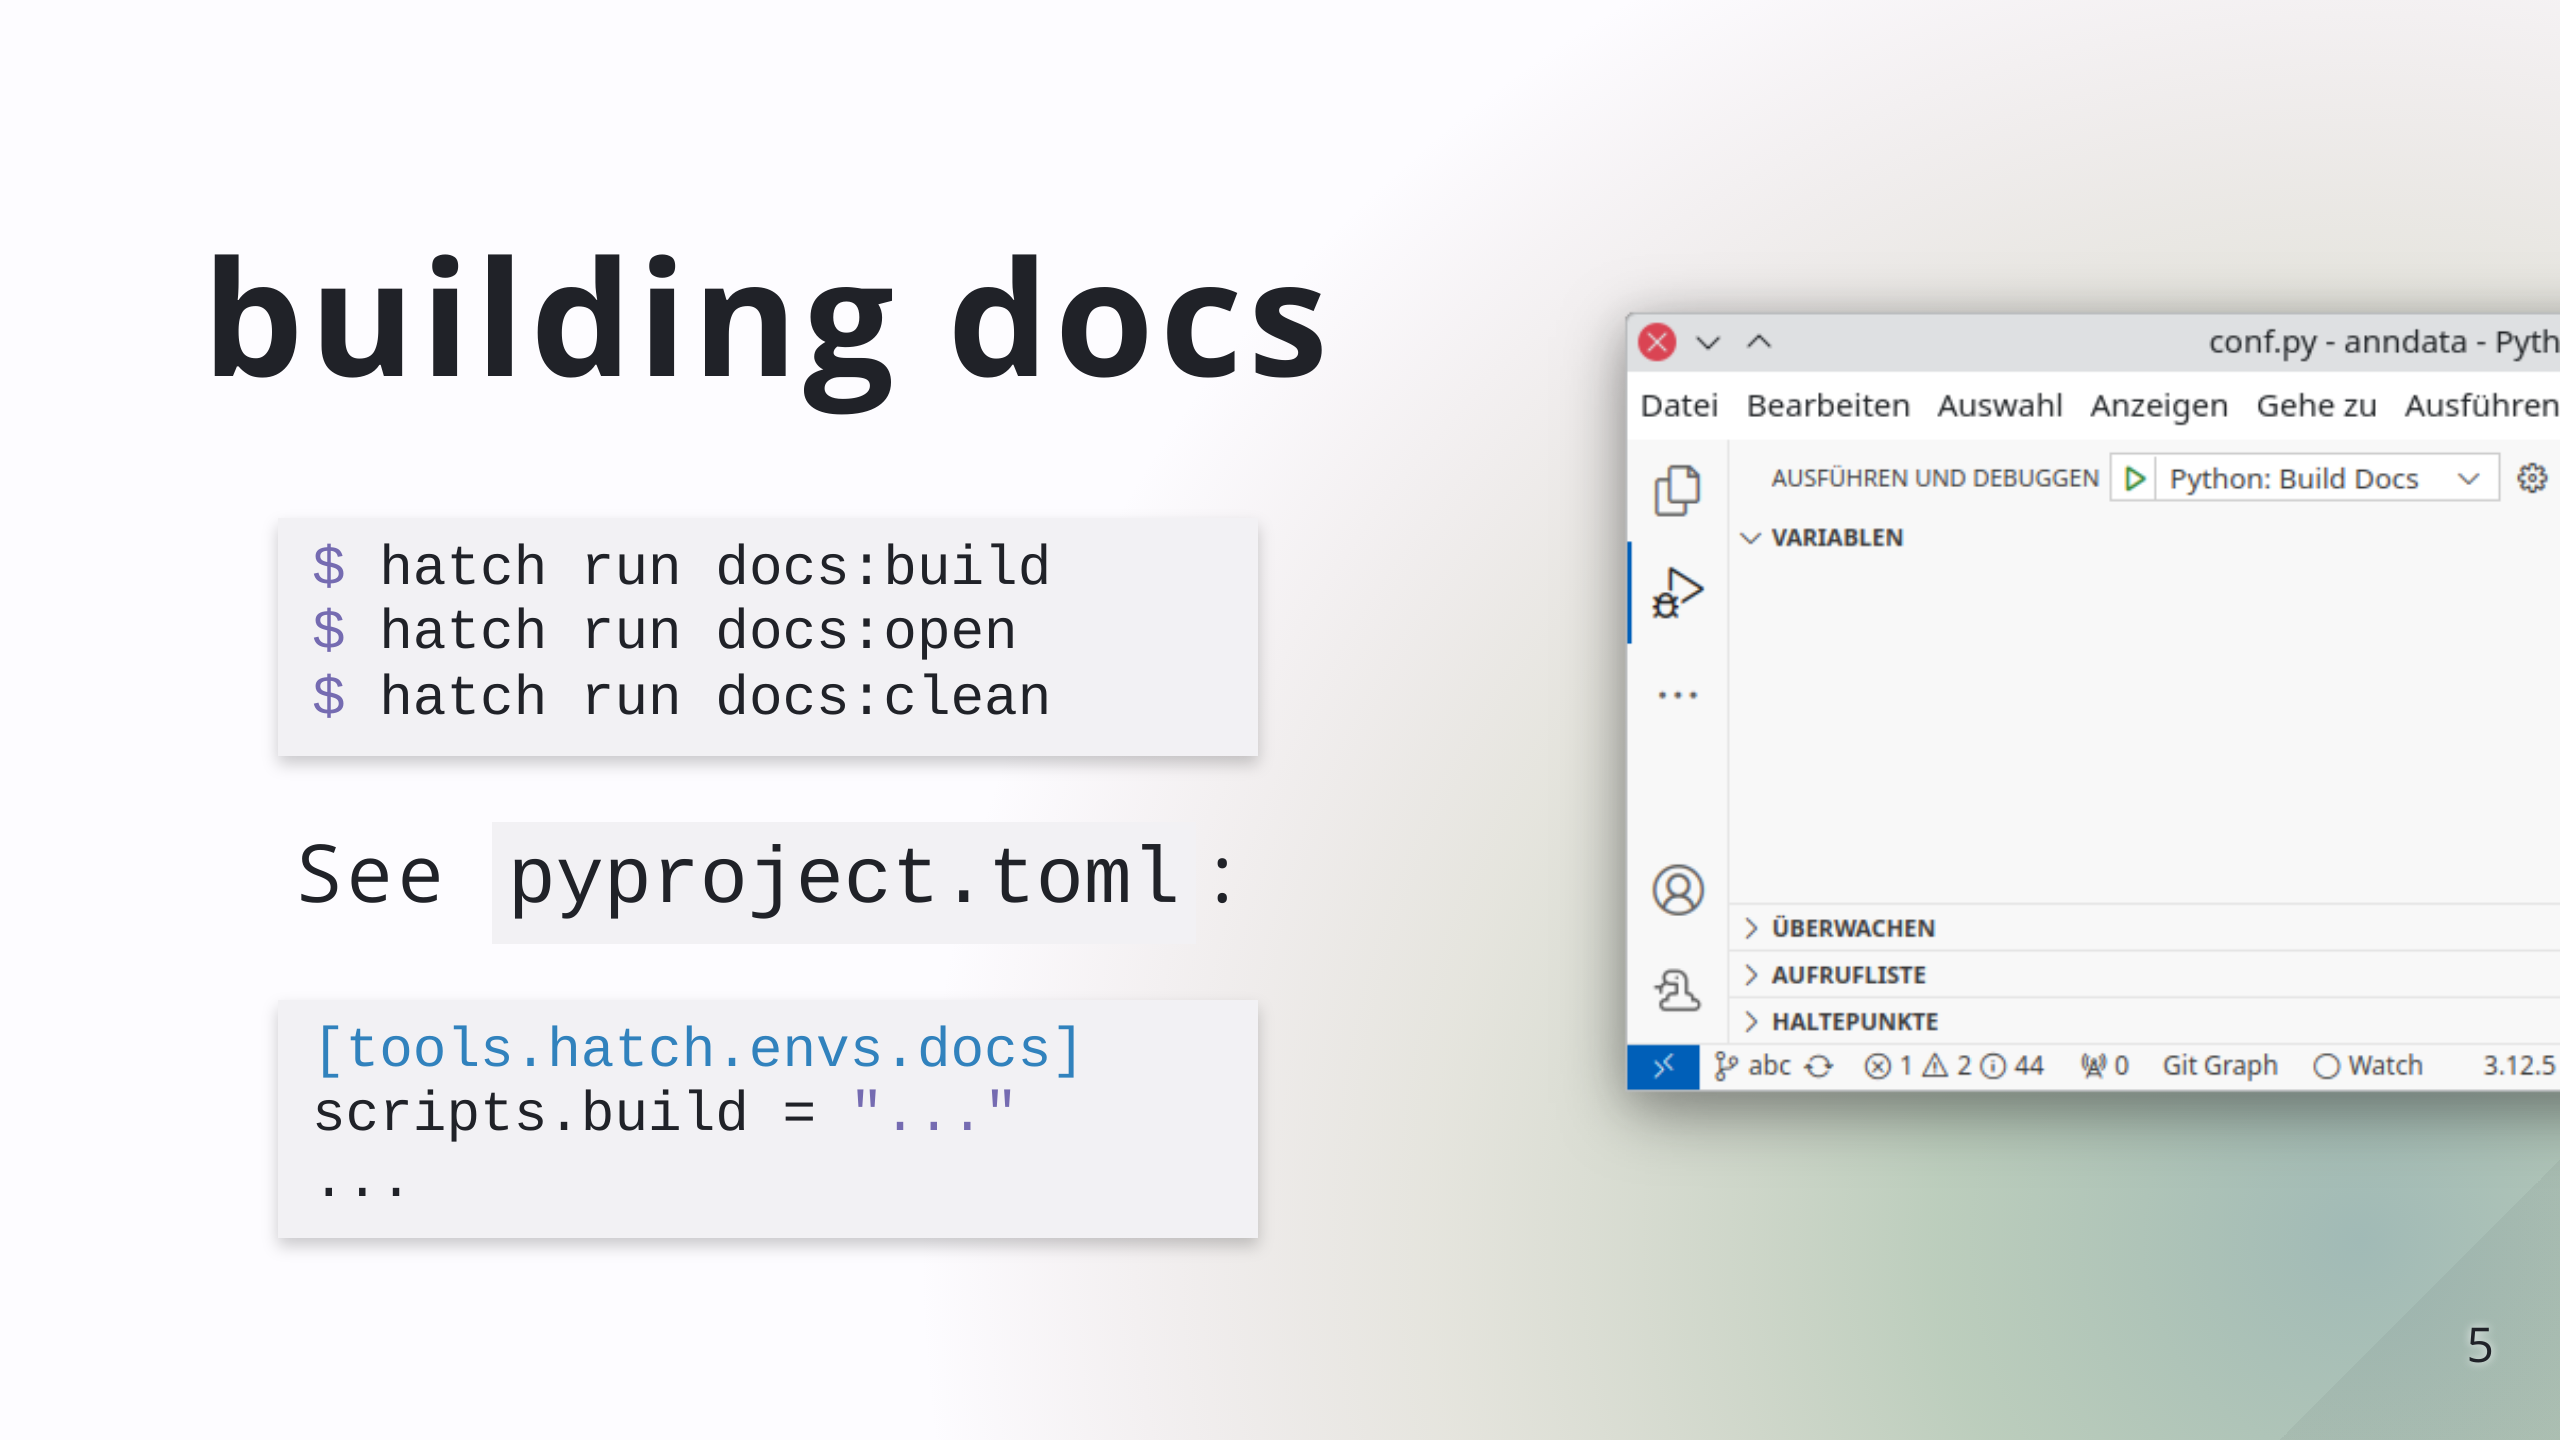 building docs
$ hatch run docs:build
$ hatch run docs:open
$ hatch run docs:clean
See pyproject.toml:
[tools.hatch.envs.docs]
scripts.build = "..."
...
conf.py - anndata - Pyth
Datei Bearbeiten Auswahl Anzeigen Gehe zu Ausführen
AUSFÜHREN UND DEBUGGEN Python: Build Docs
VARIABLEN
ÜBERWACHEN
AUFRUFLISTE
HALTEPUNKTE
abc 1 2 44 0 Git Graph Watch 3.12.5
5